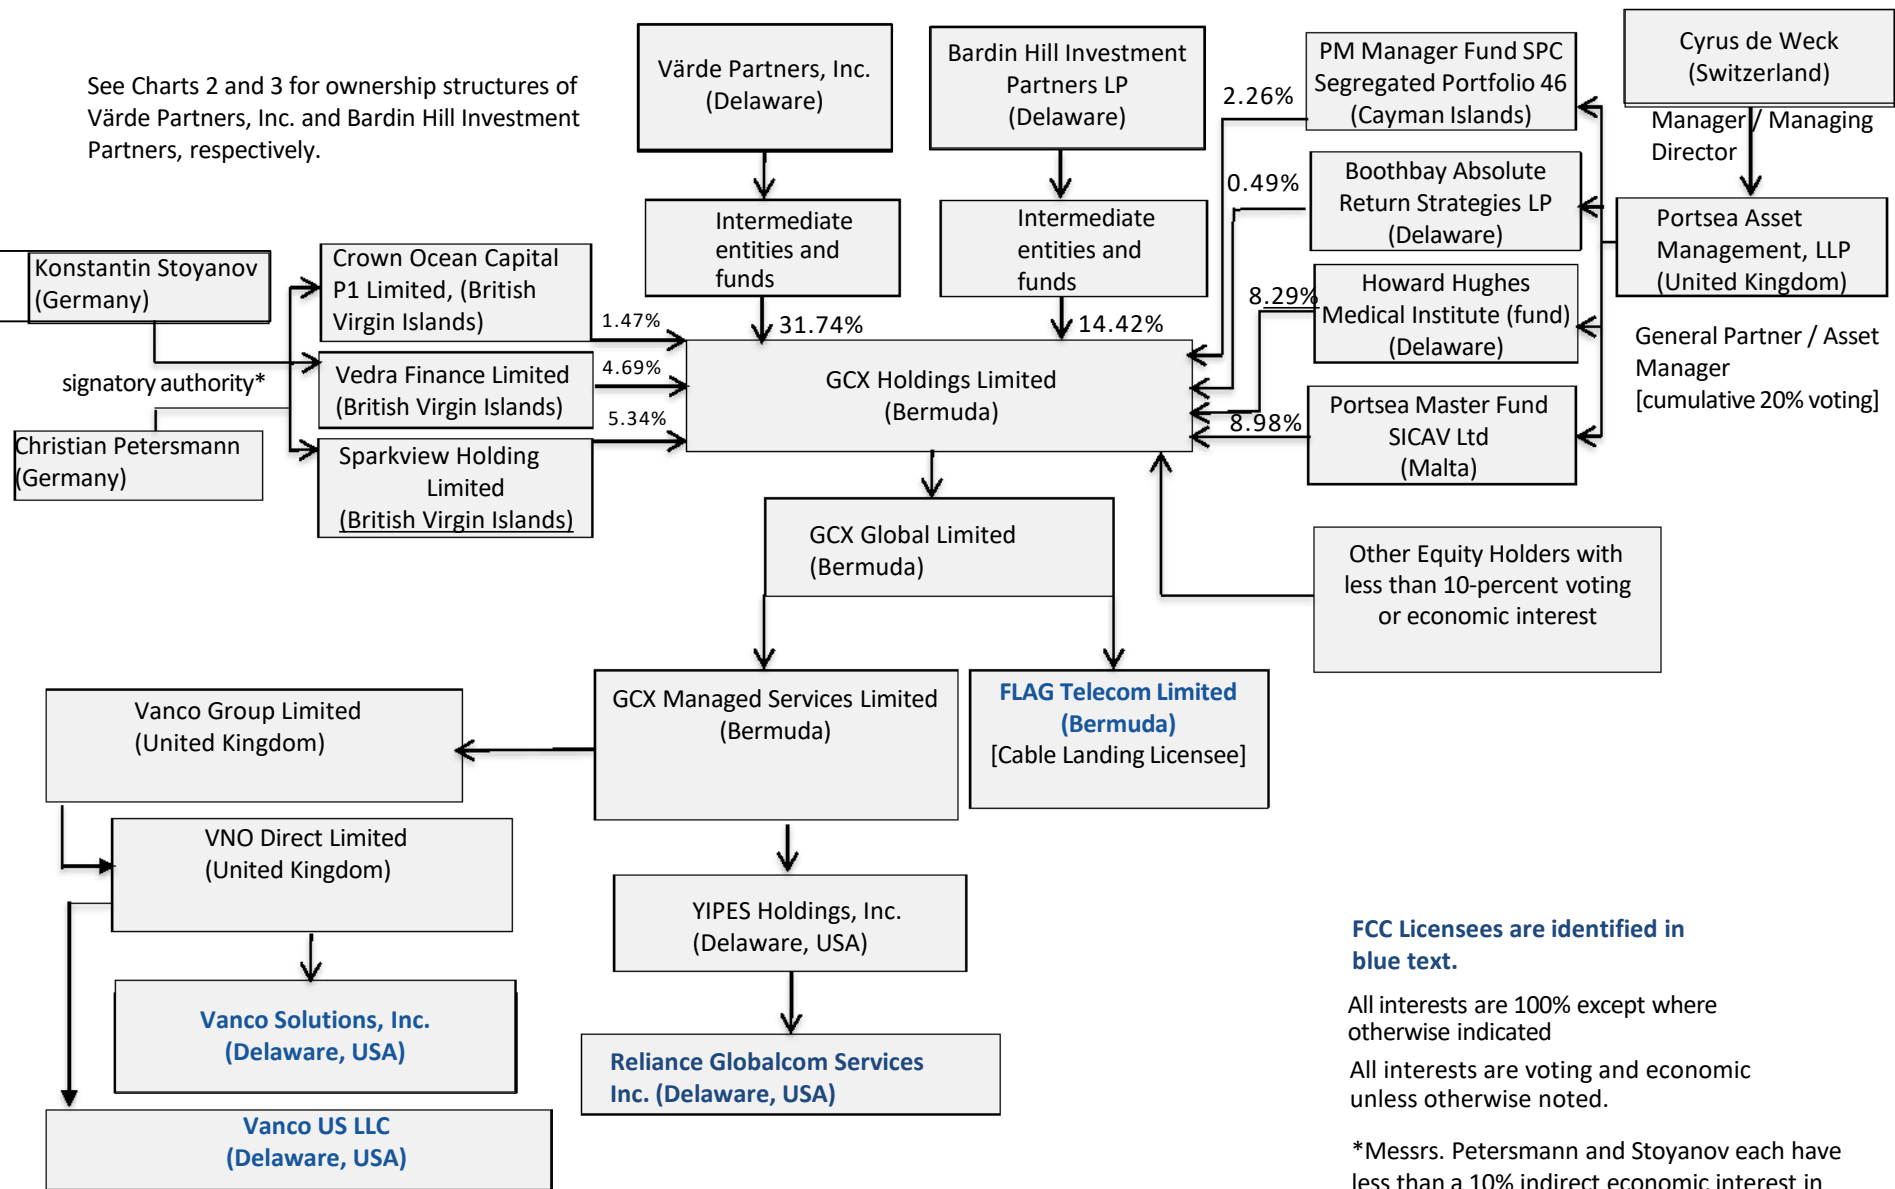 See Charts 2 and 3 for ownership structures of
Värde Partners, Inc. and Bardin Hill Investment
Partners, respectively.
Värde Partners, Inc.
(Delaware)
Bardin Hill Investment
Partners LP
(Delaware)
2.26%
PM Manager Fund SPC
Segregated Portfolio 46
(Cayman Islands)
Cyrus de Weck
(Switzerland)
Manager / Managing
Director
0.49%
Boothbay Absolute
Return Strategies LP
(Delaware)
Portsea Asset
Management, LLP
(United Kingdom)
General Partner / Asset
Manager
[cumulative 20% voting]
Intermediate
entities and
funds
Intermediate
entities and
funds
8.29%
Howard Hughes
Medical Institute (fund)
(Delaware)
8.98%
Portsea Master Fund
SICAV Ltd
(Malta)
Konstantin Stoyanov
(Germany)
signatory authority*
Christian Petersmann
(Germany)
Crown Ocean Capital
P1 Limited, (British
Virgin Islands)
1.47%
Vedra Finance Limited
(British Virgin Islands)
4.69%
Sparkview Holding
Limited
(British Virgin Islands)
5.34%
31.74%
14.42%
GCX Holdings Limited
(Bermuda)
GCX Global Limited
(Bermuda)
Other Equity Holders with
less than 10-percent voting
or economic interest
Vanco Group Limited
(United Kingdom)
GCX Managed Services Limited
(Bermuda)
FLAG Telecom Limited
(Bermuda)
[Cable Landing Licensee]
VNO Direct Limited
(United Kingdom)
YIPES Holdings, Inc.
(Delaware, USA)
Vanco Solutions, Inc.
(Delaware, USA)
Reliance Globalcom Services
Inc. (Delaware, USA)
Vanco US LLC
(Delaware, USA)
FCC Licensees are identified in
blue text.
All interests are 100% except where
otherwise indicated
All interests are voting and economic
unless otherwise noted.
*Messrs. Petersmann and Stoyanov each have
less than a 10% indirect economic interest in